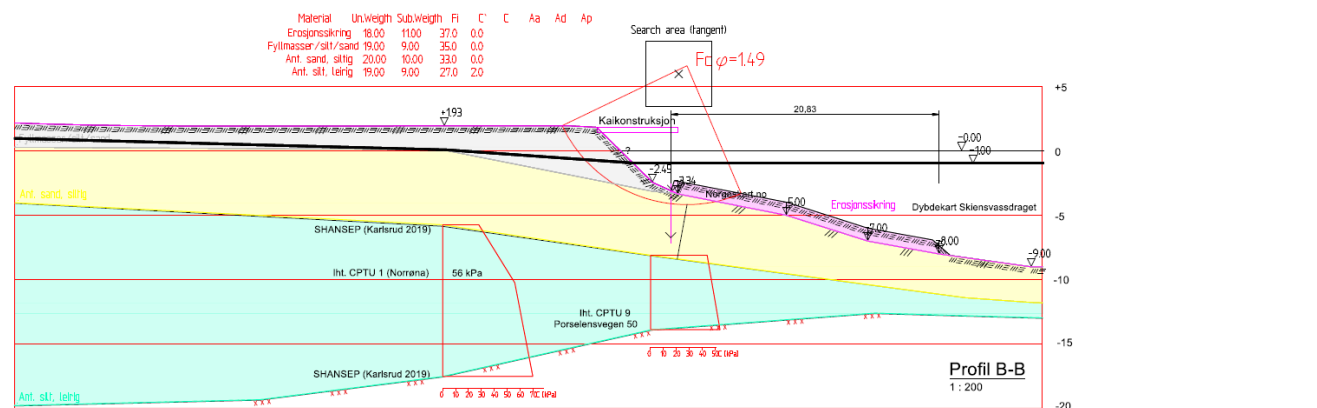 Material Un.Weigth Sub.Weigth Fi C' C Aa Ad Ap
Erosjonssikring 18.00 11.00 37.0 0.0
Fyllmasser/silt/sand 19.00 9.00 35.0 0.0
Ant. sand, siltig 20.00 10.00 33.0 0.0
Ant. silt, leirig 19.00 9.00 27.0 2.0
Search area (tangent)
Fc φ=1.49
+5
20,83
+1.93
Kaikonstruksjon
-0.00
-1.00
0
?
-2.45
-3.34
Norgeskart.no
Ant. sand, siltig
-5.00
Erosjonssikring
Dybdekart Skiensvassdraget
-5
SHANSEP (Karlsrud 2019)
-7.00
-8.00
-9.00
Iht. CPTU 1 (Norrøna)
56 kPa
-10
Iht. CPTU 9
Porselensvegen 50
-15
0 10 20 30 40 50 C (kPa)
Profil B-B
1 : 200
SHANSEP (Karlsrud 2019)
0 10 20 30 40 50 60 70 C (kPa)
Ant. silt, leirig
-20